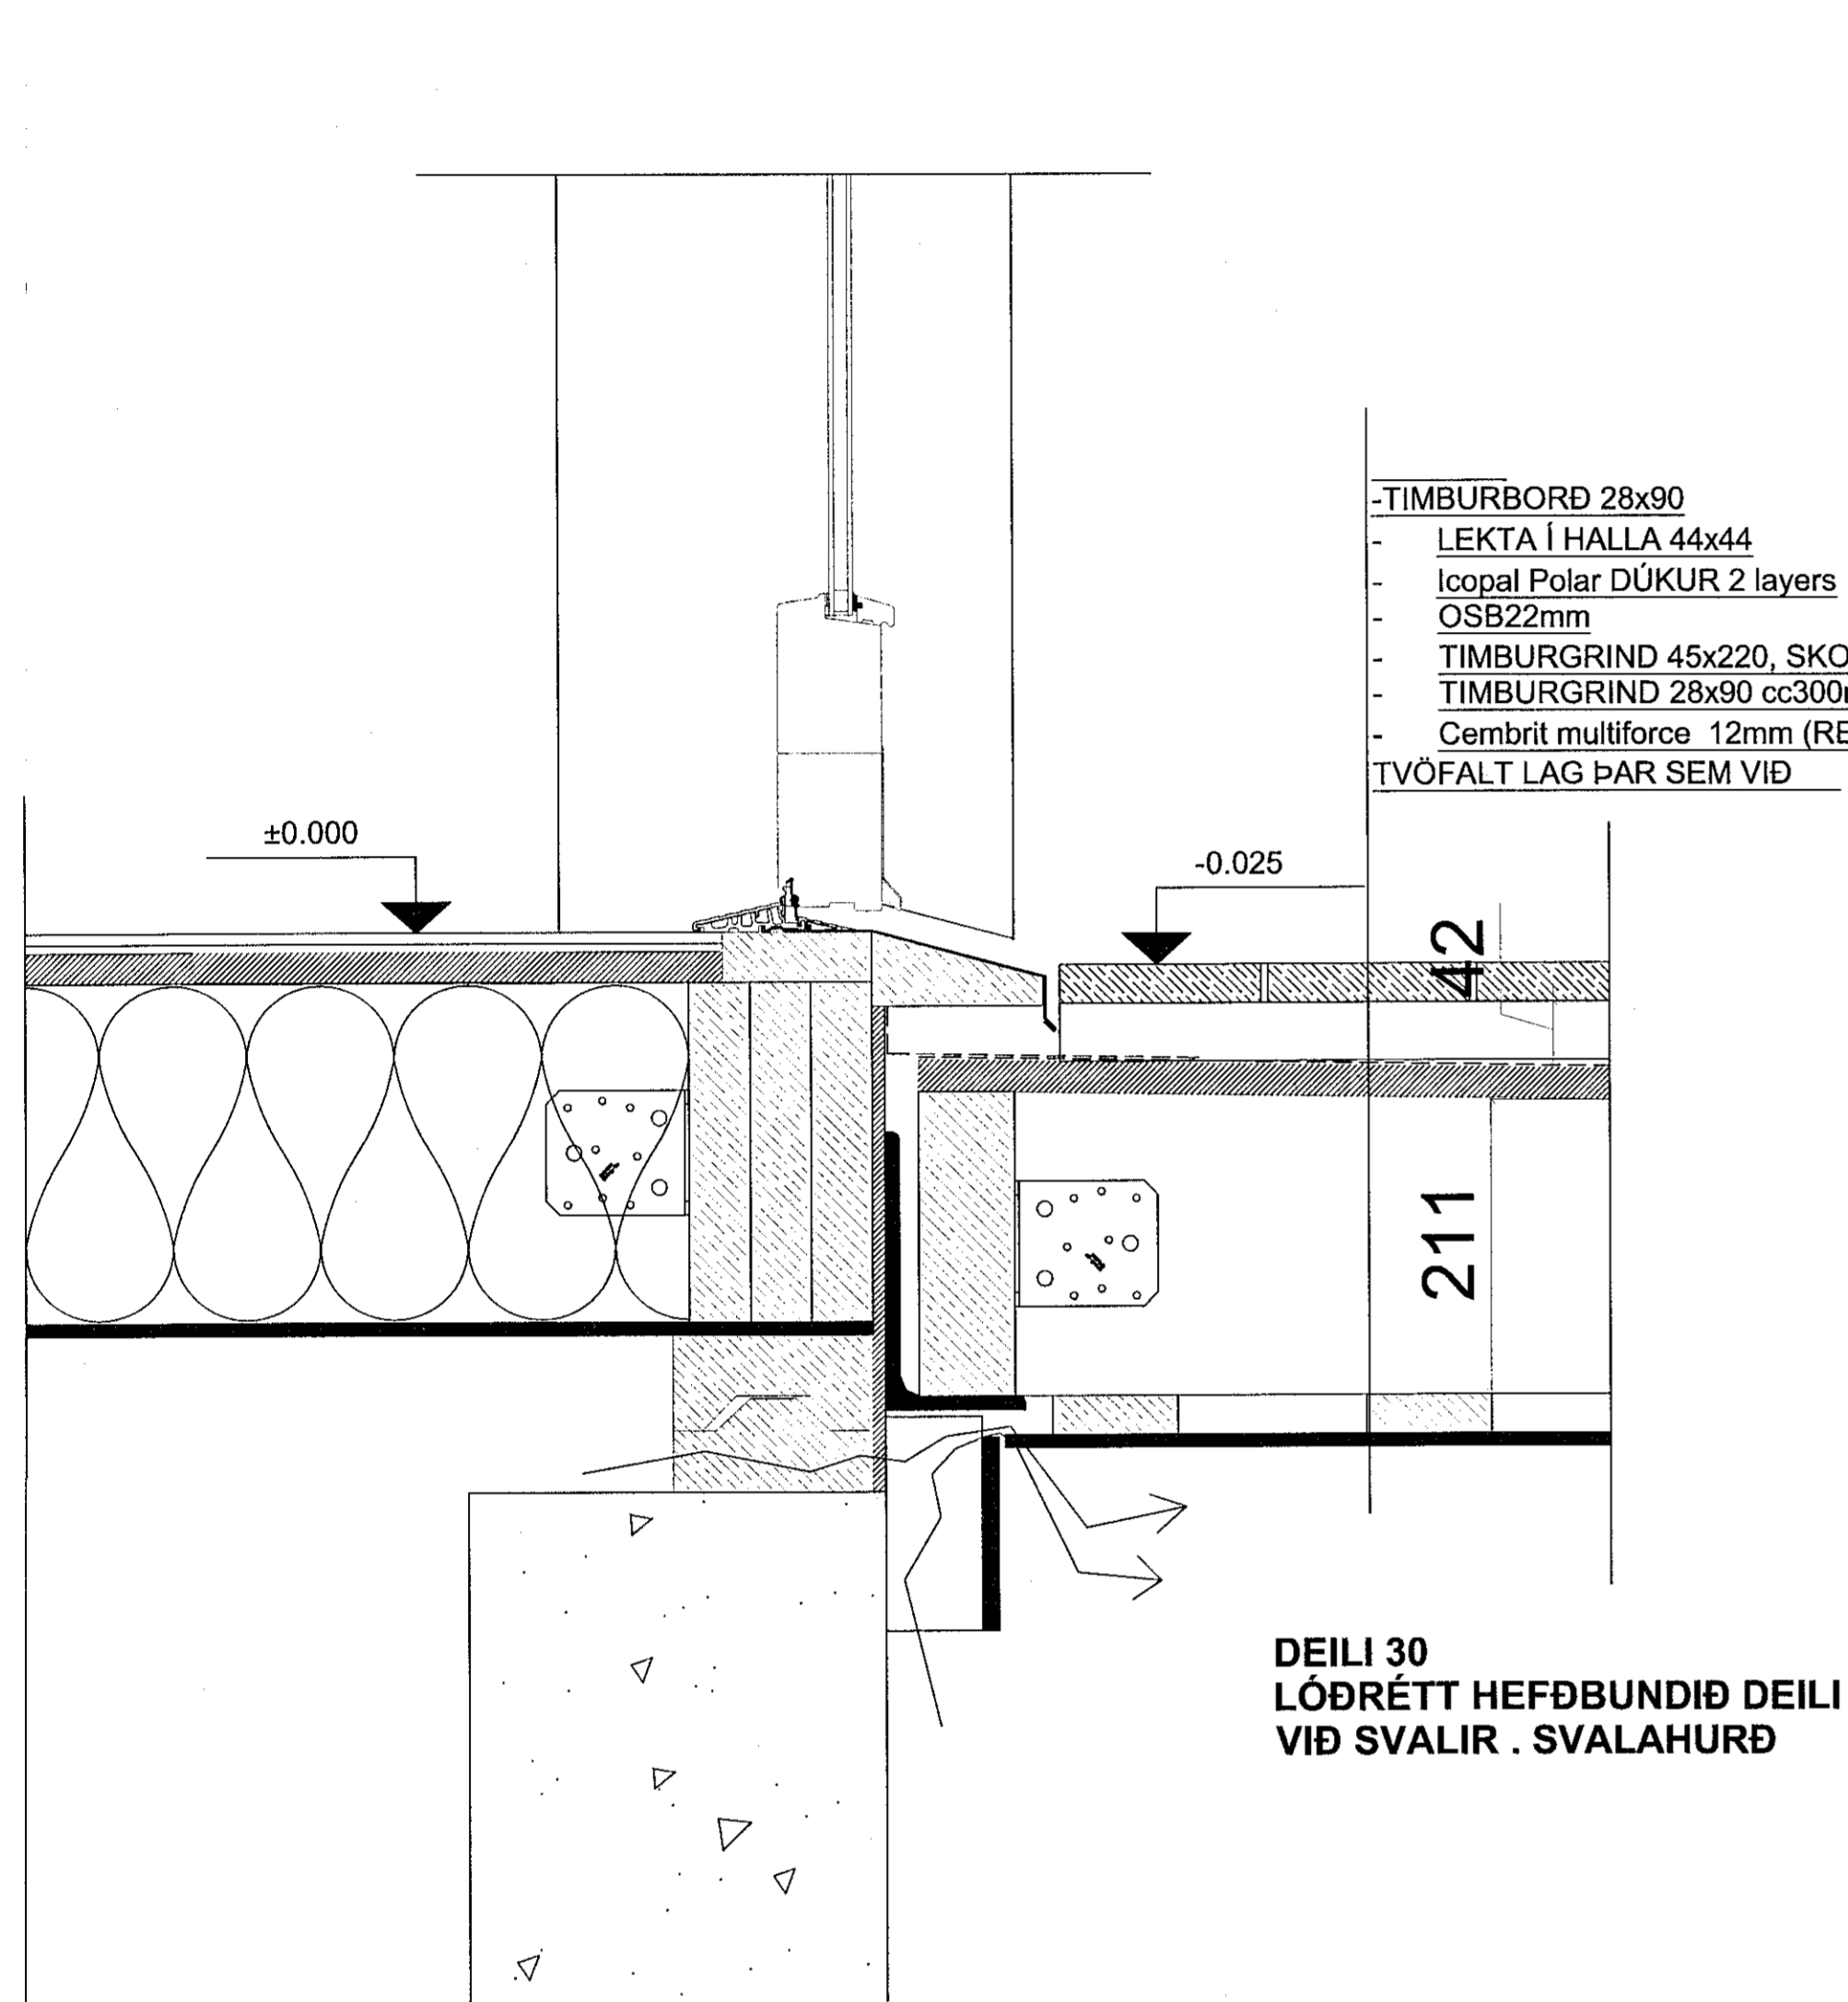 -TIMBURBORÐ 28x90
- LEKTA Í HALLA 44x44
- Icopal Polar DÚKUR 2 layers
- OSB22mm
- TIMBURGRIND 45x220, SKO
- TIMBURGRIND 28x90 cc300
- Cembrit multiforce 12mm (RE
TVÖFALT LAG ÞAR SEM VIÐ
±0.000
-0.025
42
211
DEILI 30
LÓÐRÉTT HEFÐBUNDIÐ DEILI
VIÐ SVALIR . SVALAHURÐ